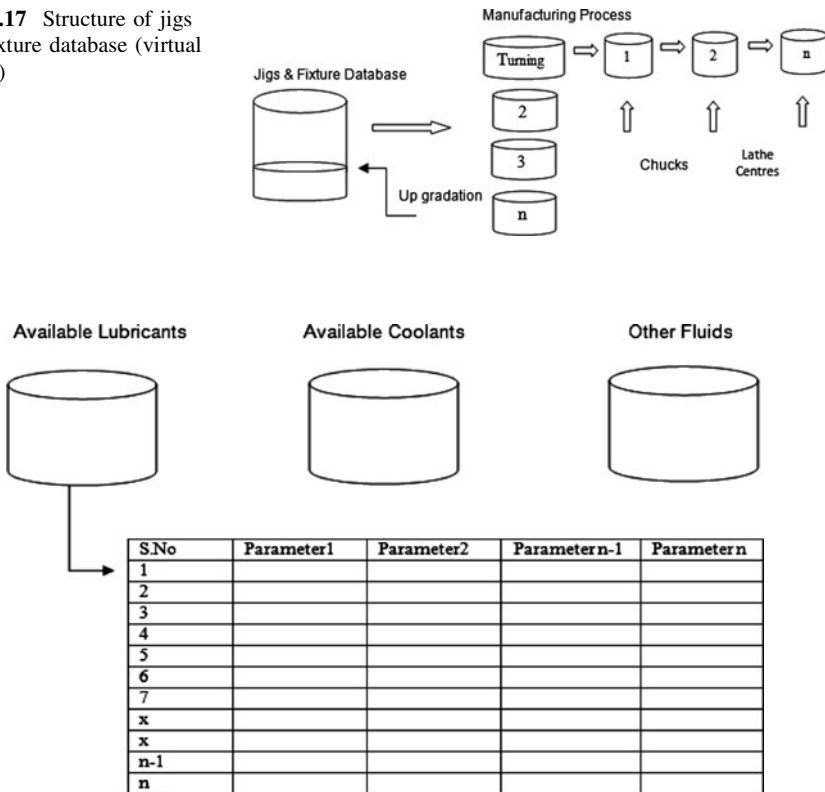 .17 Structure of jigs
xture database (virtual
)
Manufacturing Process
Jigs & Fixture Database
Turning
1
2
n
2
3
n
Chucks
Lathe
Centres
Up gradation
Available Lubricants
Available Coolants
Other Fluids
S.No Parameter1 Parameter2 Parametern-1 Parametern
1
2
3
4
5
6
7
x
x
n-1
n